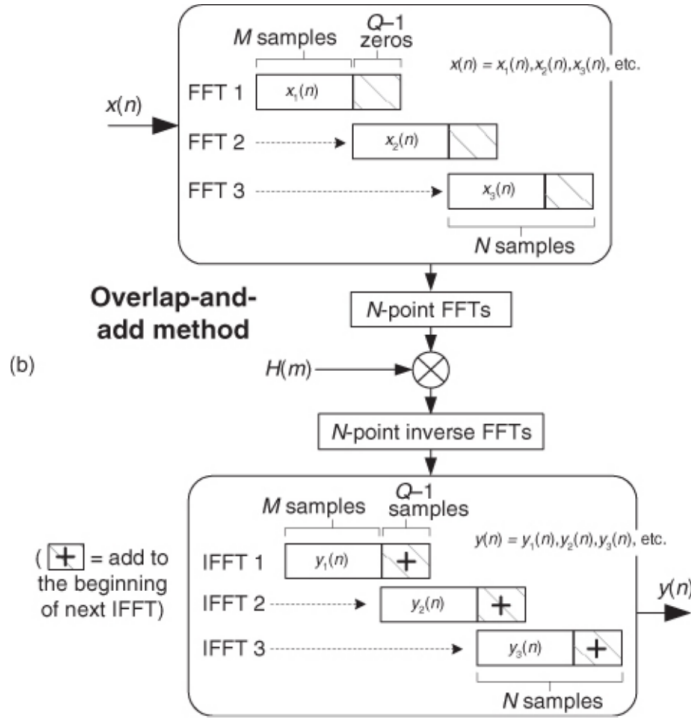 Q–1
M samples zeros
x(n) = x₁(n),x₂(n),x₃(n), etc.
FFT 1 x₁(n)
x(n)
FFT 2 x₂(n)
FFT 3 x₃(n)
N samples
Overlap-and-
add method
N-point FFTs
(b)
H(m)
N-point inverse FFTs
Q–1
M samples samples
y(n) = y₁(n),y₂(n),y₃(n), etc.
IFFT 1 y₁(n) +
( + = add to
the beginning
of next IFFT)
IFFT 2 y₂(n) +
y(n)
IFFT 3 y₃(n) +
N samples